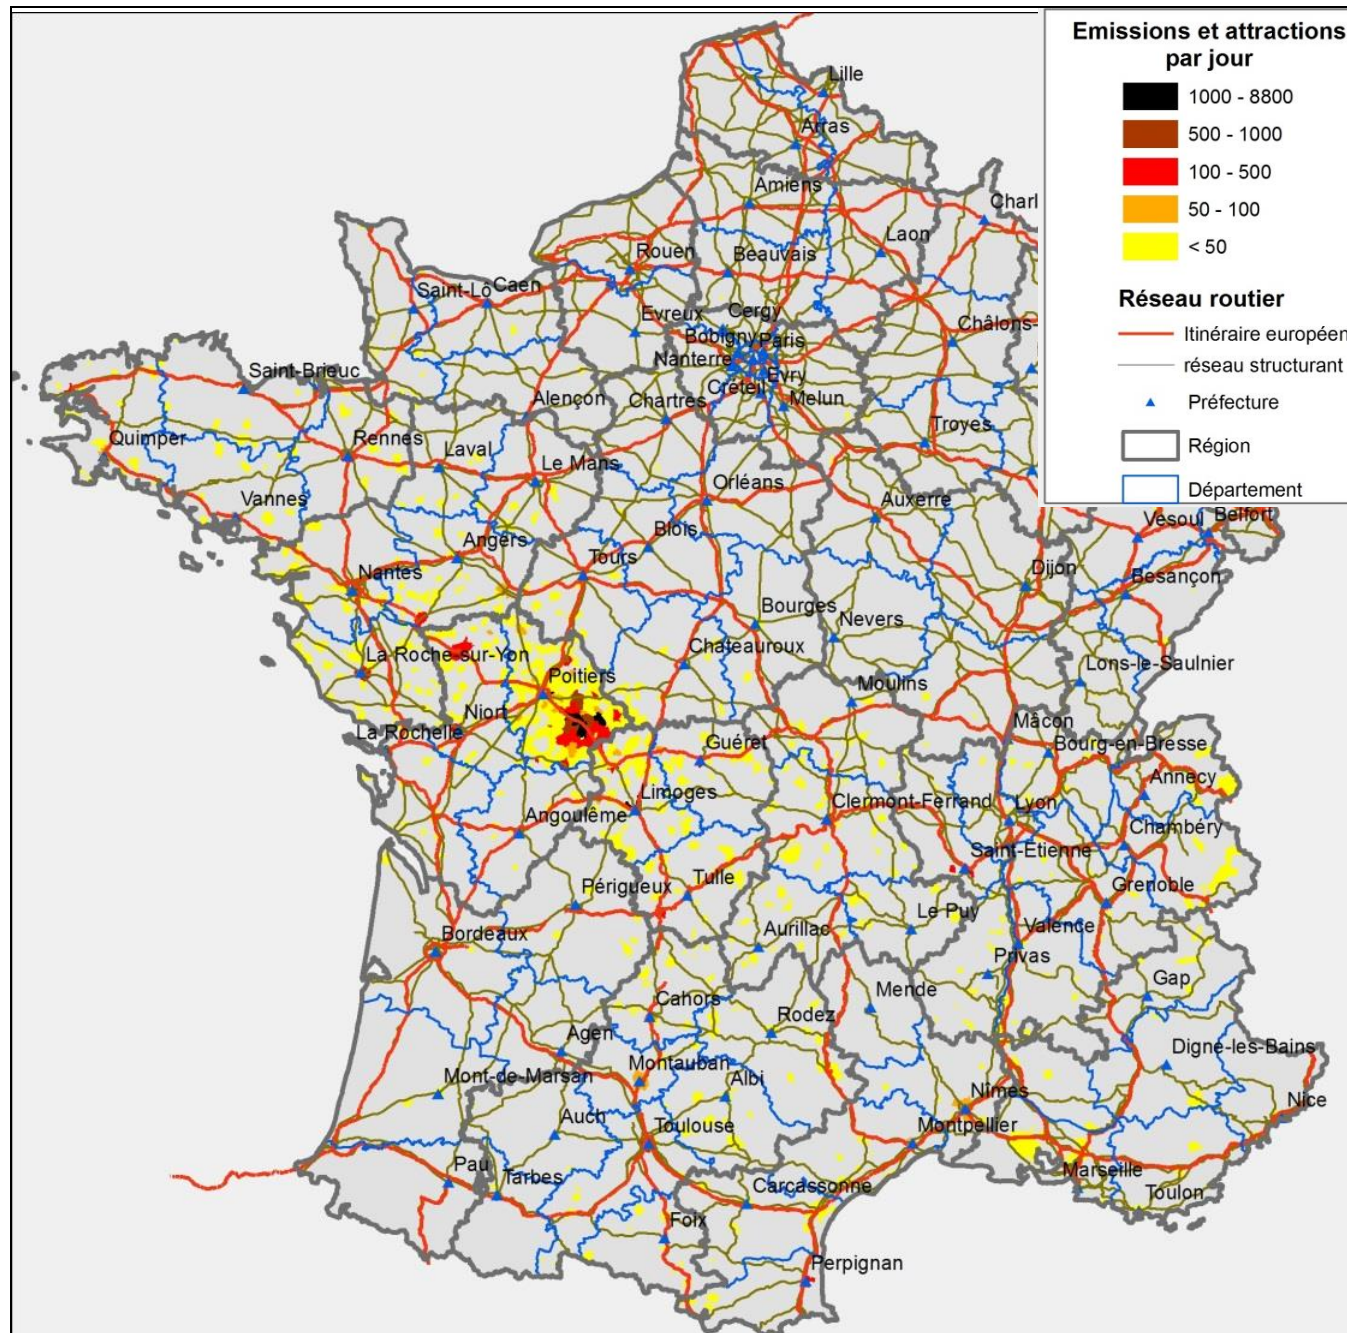 Emissions et attractions
par jour
1000 - 8800
500 - 1000
100 - 500
50 - 100
< 50
Réseau routier
Itinéraire européen
réseau structurant
Préfecture
Région
Département
Lille
Arras
Amiens
Charl
Laon
Rouen
Beauvais
Saint-Lô
Caen
Evreux
Cergy
Châlons-
Bobigny
Paris
Nanterre
Evry
Créteil
Melun
Saint-Brieuc
Alençon
Chartres
Troyes
Quimper
Rennes
Laval
Le Mans
Orléans
Vannes
Auxerre
Blois
Vesoul
Belfort
Angers
Tours
Nantes
Dijon
Besançon
Bourges
Nevers
La Roche-sur-Yon
Chateauroux
Lons-le-Saulnier
Poitiers
Moulins
Niort
Mâcon
La Rochelle
Guéret
Bourg-en-Bresse
Annecy
Limoges
Clermont-Ferrand
Lyon
Angoulême
Chambéry
Saint-Etienne
Périgueux
Tulle
Grenoble
Le Puy
Bordeaux
Aurillac
Valence
Privas
Gap
Mende
Cahors
Rodez
Agen
Digne-les-Bains
Montauban
Mont-de-Marsan
Albi
Nîmes
Nice
Auch
Toulouse
Montpellier
Pau
Tarbes
Marseille
Carcassonne
Toulon
Foix
Perpignan